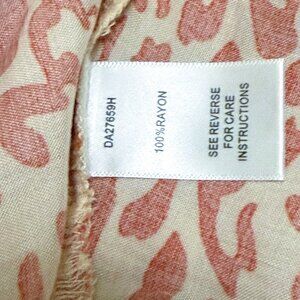 DA27659H
100%RAYON
SEE REVERSE
FOR CARE
INSTRUCTIONS